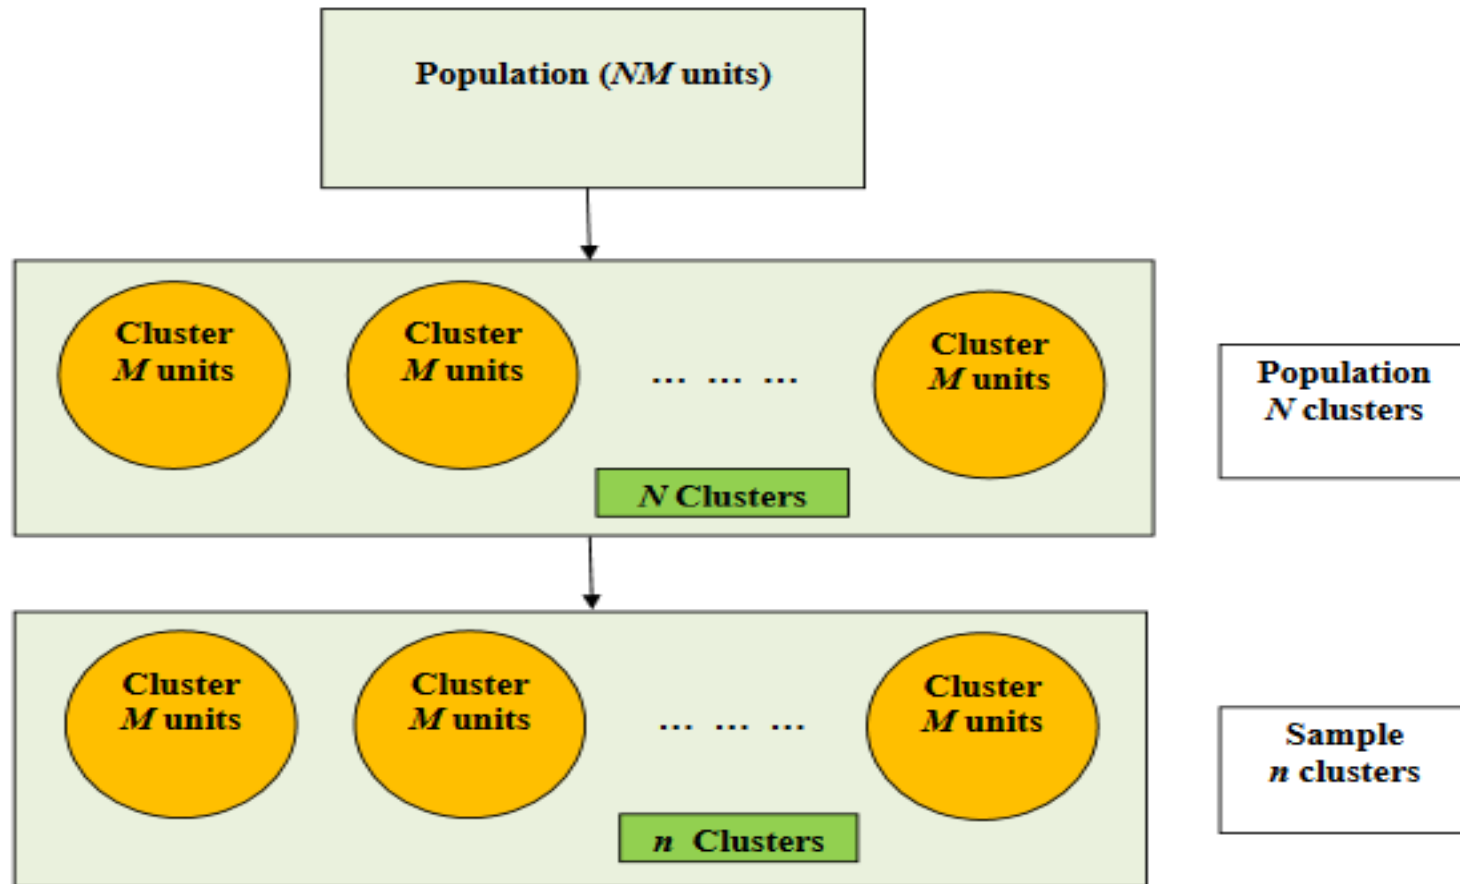 Population (NM units)
Cluster
M units
Cluster
M units
... ... ...
Cluster
M units
N Clusters
Population
N clusters
Cluster
M units
Cluster
M units
... ... ...
Cluster
M units
n Clusters
Sample
n clusters